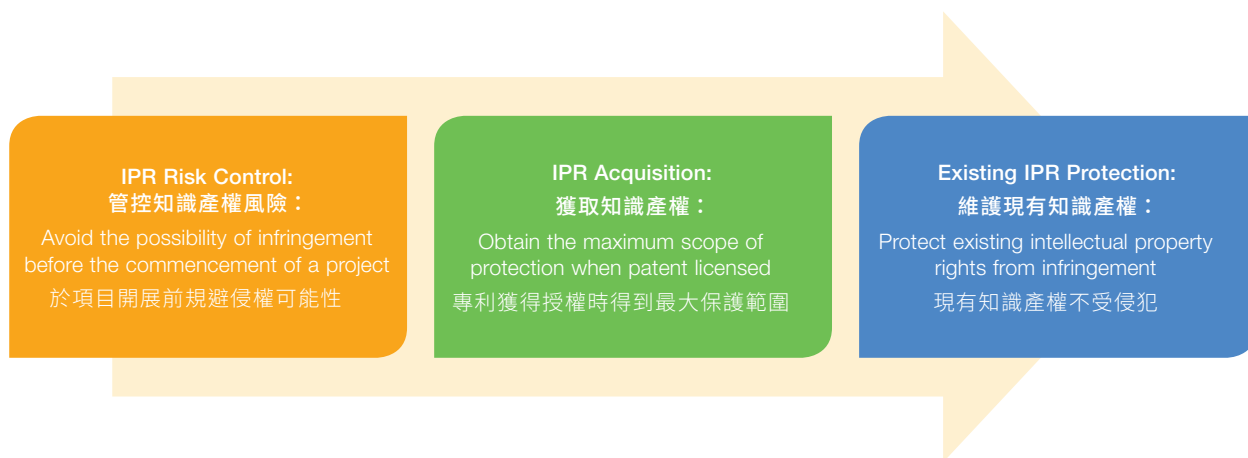 IPR Risk Control:
管控知識產權風險：
Avoid the possibility of infringement
before the commencement of a project
於項目開展前規避侵權可能性
IPR Acquisition:
獲取知識產權：
Obtain the maximum scope of
protection when patent licensed
專利獲得授權時得到最大保護範圍
Existing IPR Protection:
維護現有知識產權：
Protect existing intellectual property
rights from infringement
現有知識產權不受侵犯